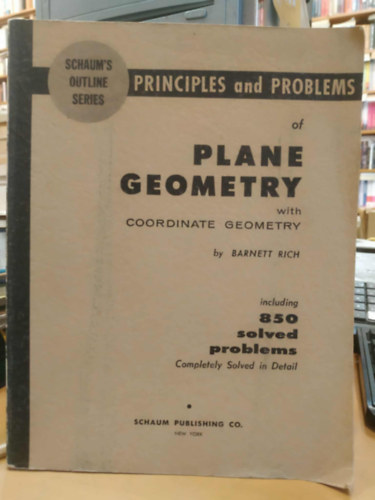 SCHAUM'S
OUTLINE
SERIES
PRINCIPLES and PROBLEMS
of
PLANE
GEOMETRY
with
COORDINATE GEOMETRY
by BARNETT RICH
including
850
solved
problems
Completely Solved in Detail
SCHAUM PUBLISHING CO.
NEW YORK